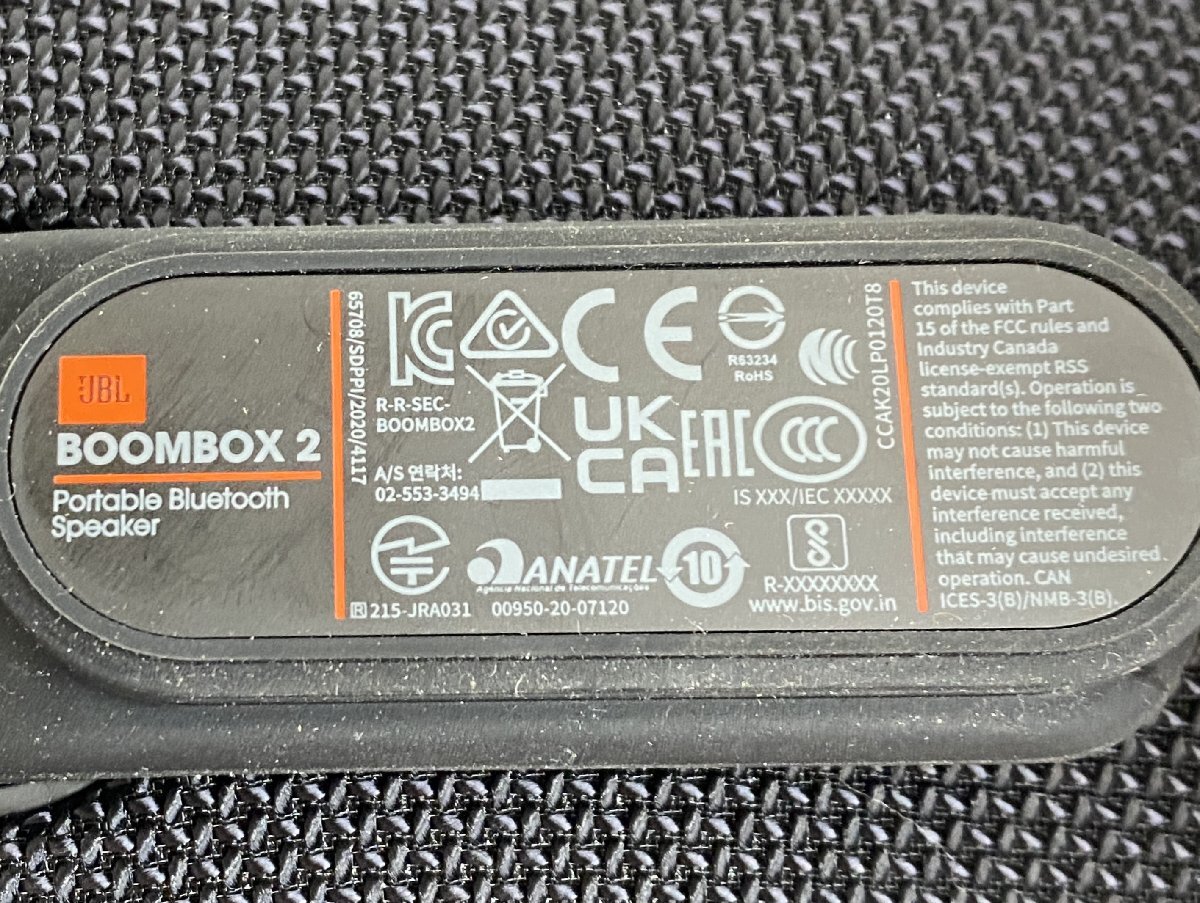 JBL
BOOMBOX 2
Portable Bluetooth
Speaker
65708/SDPPI/2020/4117
R-R-SEC-
BOOMBOX2
A/S 연락처:
02-553-3494
CE
R63234
RoHS
UK
CA
EAC
CCC
IS XXX/IEC XXXXX
CCAK20LP0120T8
R 215-JRA031
ANATEL
Agência Nacional de Telecomunicações
00950-20-07120
10
R-XXXXXXXX
www.bis.gov.in
This device
complies with Part
15 of the FCC rules and
Industry Canada
license-exempt RSS
standard(s). Operation is
subject to the following two
conditions: (1) This device
may not cause harmful
interference, and (2) this
device must accept any
interference received,
including interference
that may cause undesired
operation. CAN
ICES-3(B)/NMB-3(B).